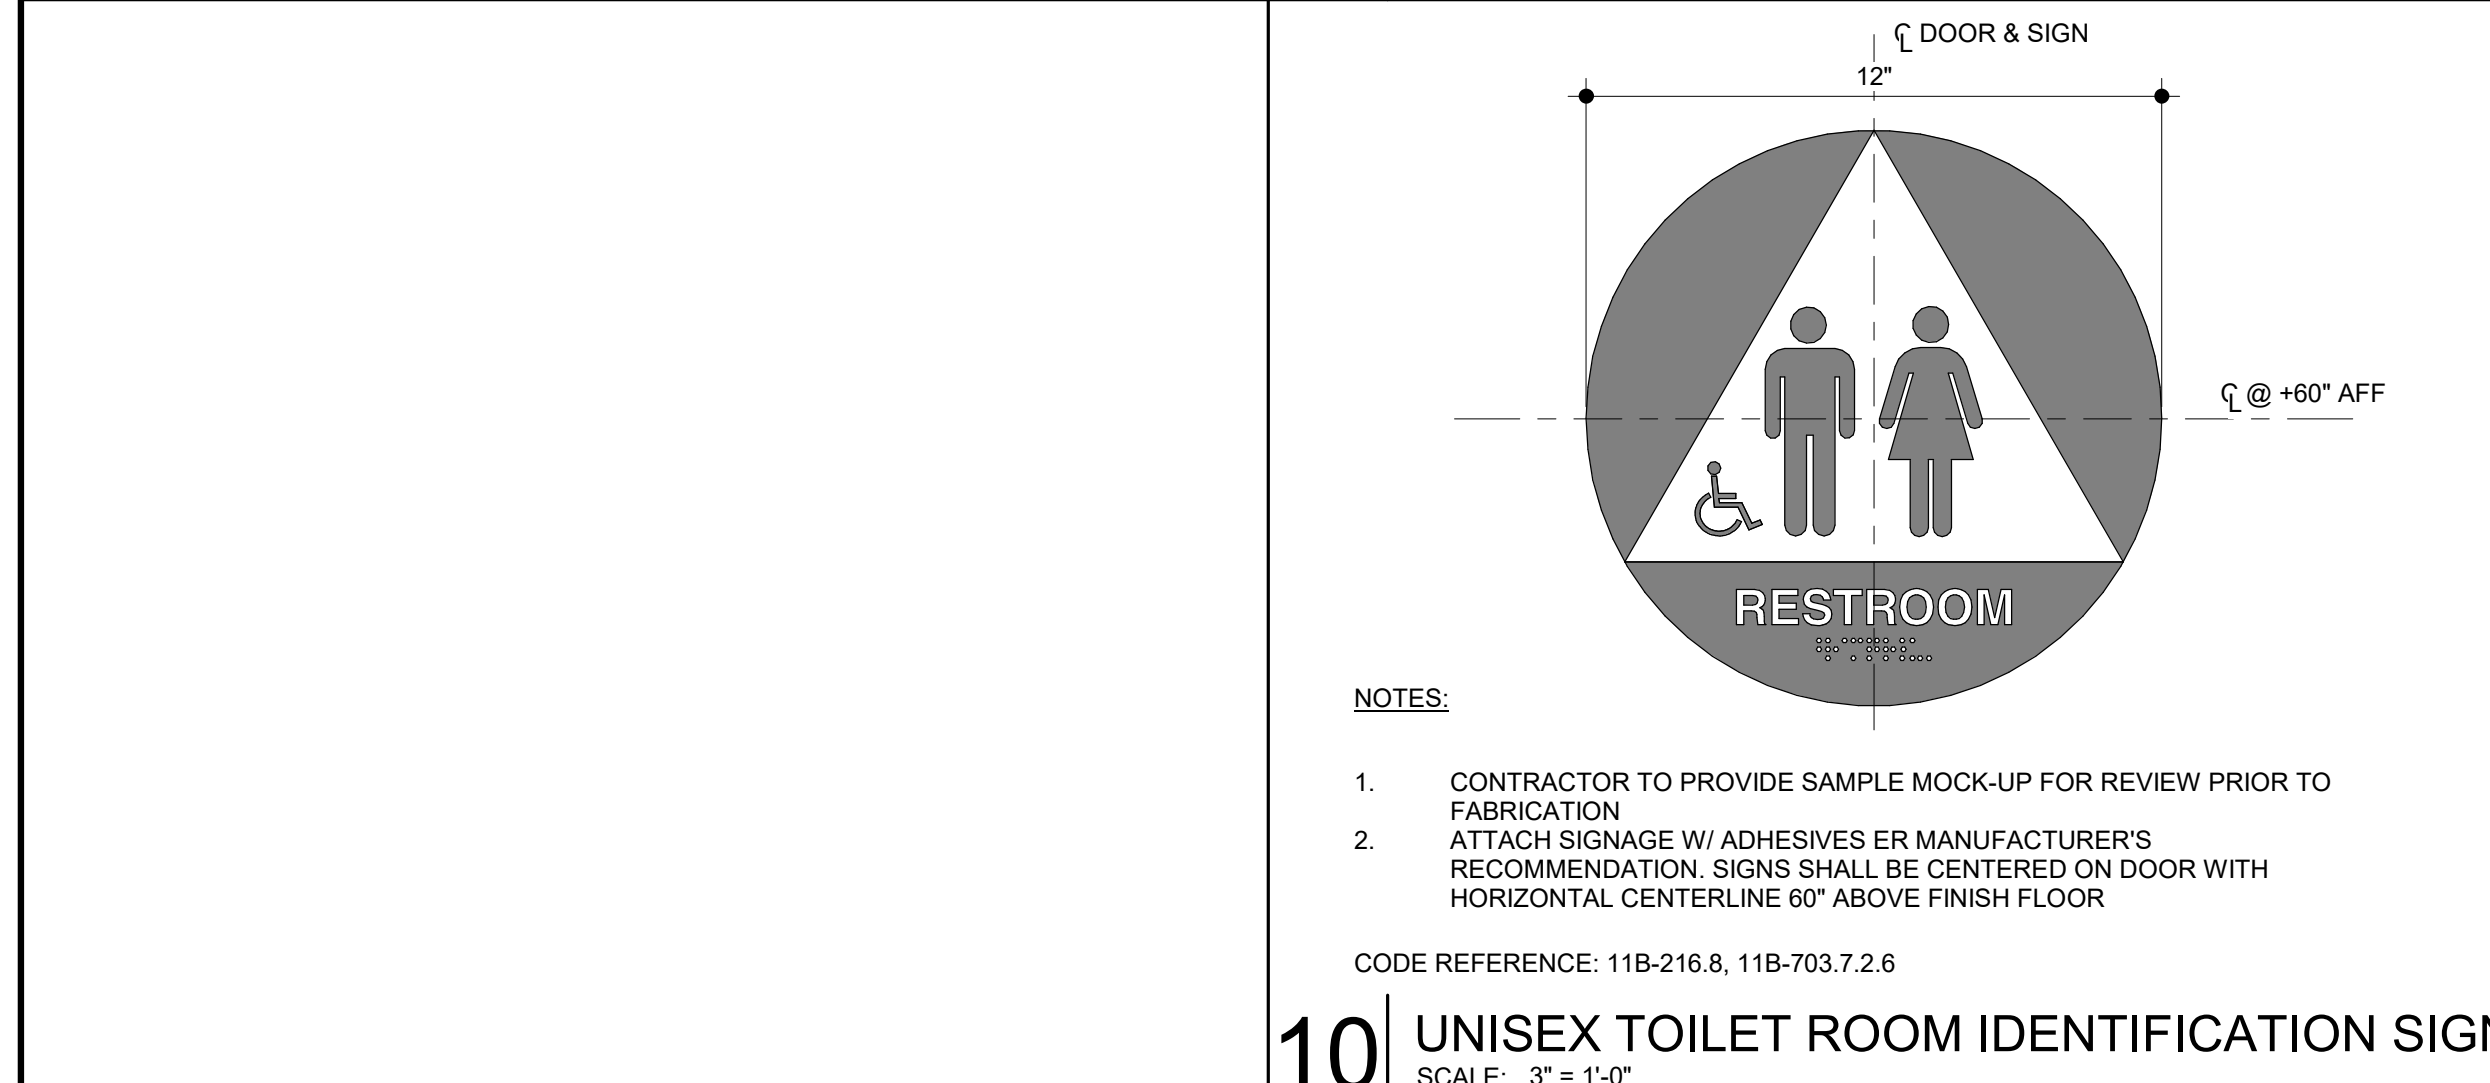 ℄ DOOR & SIGN
12"
℄ @ +60" AFF
RESTROOM
NOTES:
1. CONTRACTOR TO PROVIDE SAMPLE MOCK-UP FOR REVIEW PRIOR TO
FABRICATION
2. ATTACH SIGNAGE W/ ADHESIVES ER MANUFACTURER'S
RECOMMENDATION. SIGNS SHALL BE CENTERED ON DOOR WITH
HORIZONTAL CENTERLINE 60" ABOVE FINISH FLOOR
CODE REFERENCE: 11B-216.8, 11B-703.7.2.6
10 UNISEX TOILET ROOM IDENTIFICATION SIGN
SCALE: 3" = 1'-0"